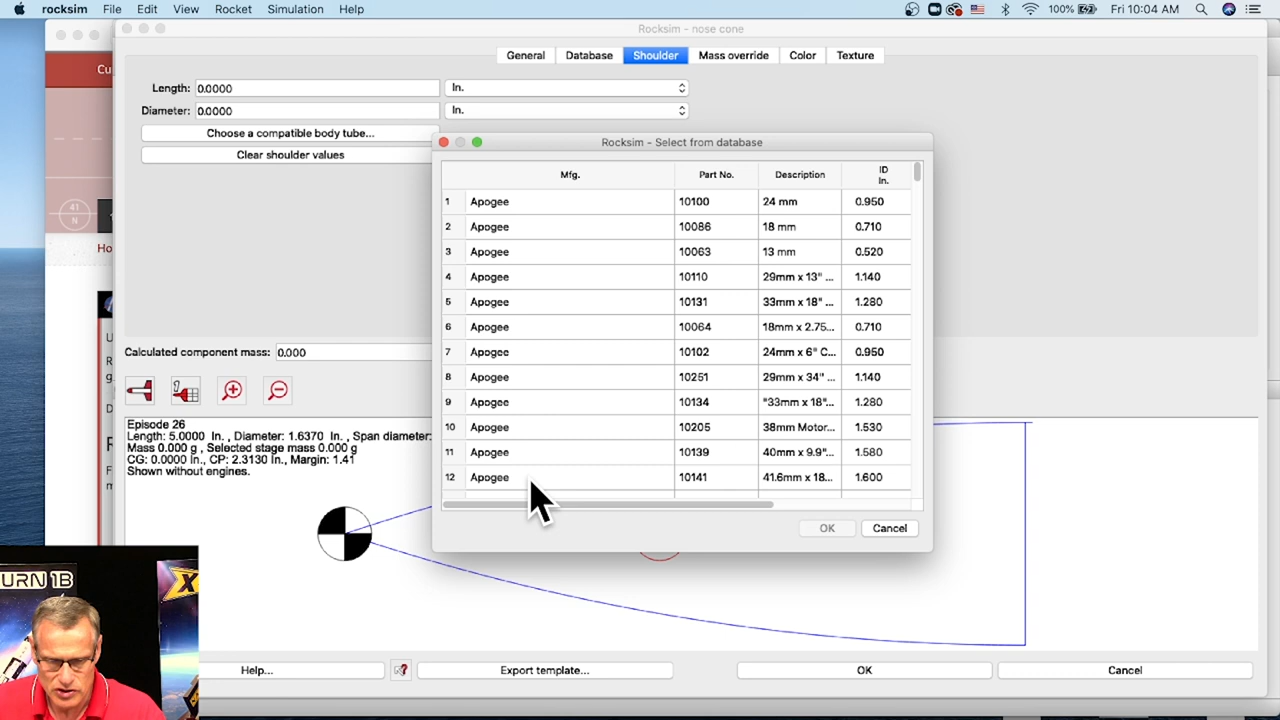 rocksim File Edit View Rocket Simulation Help 100% Fri 10:04 AM
Rocksim - nose cone
Cu
General Database Shoulder Mass override Color Texture
Length: 0.0000 In.
Diameter: 0.0000 In.
Choose a compatible body tube...
Clear shoulder values
Rocksim - Select from database
Mfg. Part No. Description ID In.
1 Apogee 10100 24 mm 0.950
2 Apogee 10086 18 mm 0.710
3 Apogee 10063 13 mm 0.520
4 Apogee 10110 29mm x 13" ... 1.140
5 Apogee 10131 33mm x 18" ... 1.280
6 Apogee 10064 18mm x 2.75... 0.710
7 Apogee 10102 24mm x 6" C... 0.950
8 Apogee 10251 29mm x 34" ... 1.140
9 Apogee 10134 "33mm x 18"... 1.280
10 Apogee 10205 38mm Motor... 1.530
11 Apogee 10139 40mm x 9.9"... 1.580
12 Apogee 10141 41.6mm x 18... 1.600
OK Cancel
41
N
Ho
Calculated component mass: 0.000
Episode 26
Length: 5.0000 In. , Diameter: 1.6370 In. , Span diameter:
Mass 0.000 g , Selected stage mass 0.000 g
CG: 0.0000 In., CP: 2.3130 In., Margin: 1.41
Shown without engines.
Help... Export template... OK Cancel
URN 1B
X